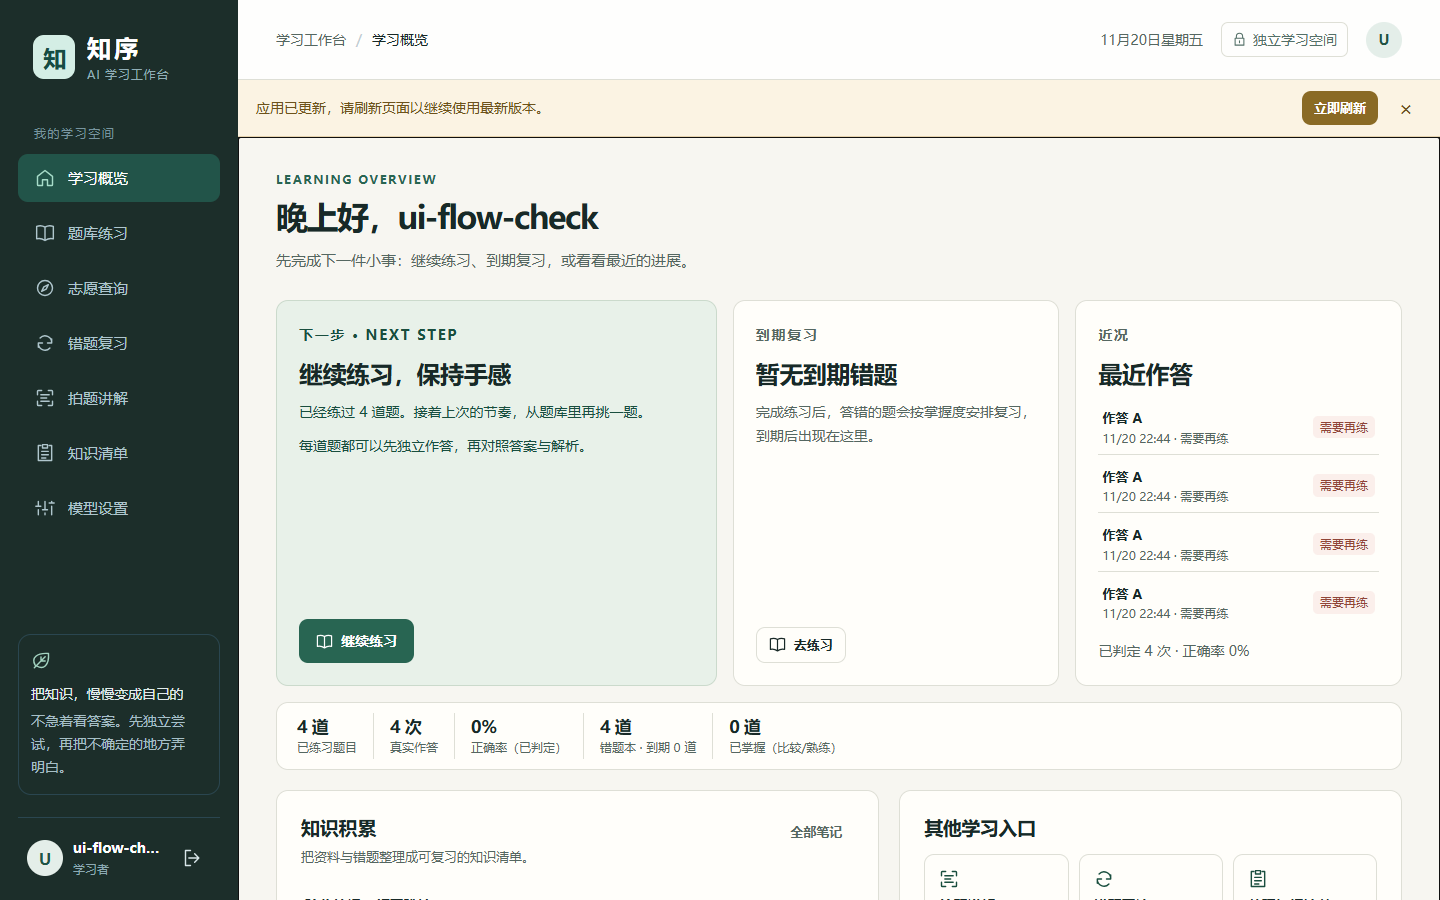 知
知序
AI 学习工作台
我的学习空间
学习概览
题库练习
志愿查询
错题复习
拍题讲解
知识清单
模型设置
把知识，慢慢变成自己的
不急着看答案。先独立尝
试，再把不确定的地方弄
明白。
U
ui-flow-ch...
学习者
学习工作台 / 学习概览
11月20日星期五
独立学习空间
U
应用已更新，请刷新页面以继续使用最新版本。
立即刷新
LEARNING OVERVIEW
晚上好，ui-flow-check
先完成下一件小事：继续练习、到期复习，或看看最近的进展。
下一步 • NEXT STEP
继续练习，保持手感
已经练过 4 道题。接着上次的节奏，从题库里再挑一题。
每道题都可以先独立作答，再对照答案与解析。
继续练习
到期复习
暂无到期错题
完成练习后，答错的题会按掌握度安排复习，
到期后出现在这里。
去练习
近况
最近作答
作答 A
11/20 22:44 · 需要再练
需要再练
作答 A
11/20 22:44 · 需要再练
需要再练
作答 A
11/20 22:44 · 需要再练
需要再练
作答 A
11/20 22:44 · 需要再练
需要再练
已判定 4 次 · 正确率 0%
4 道
已练习题目
4 次
真实作答
0%
正确率（已判定）
4 道
错题本 · 到期 0 道
0 道
已掌握（比较/熟练）
知识积累
全部笔记
把资料与错题整理成可复习的知识清单。
其他学习入口